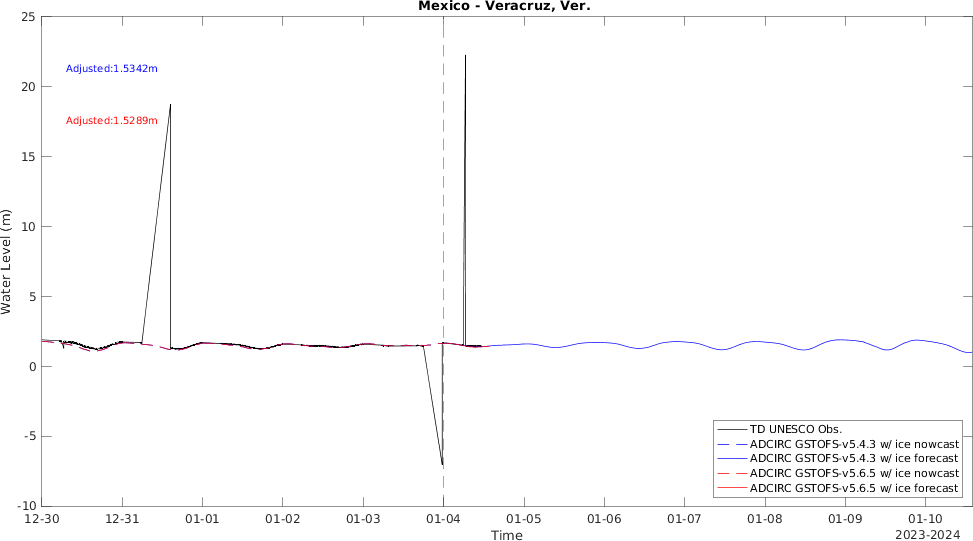 Mexico - Veracruz, Ver.
25
Adjusted:1.5342m
20
Adjusted:1.5289m
15
10
Water Level (m)
5
0
-5
-10
TD UNESCO Obs.
ADCIRC GSTOFS-v5.4.3 w/ ice nowcast
ADCIRC GSTOFS-v5.4.3 w/ ice forecast
ADCIRC GSTOFS-v5.6.5 w/ ice nowcast
ADCIRC GSTOFS-v5.6.5 w/ ice forecast
12-30 12-31 01-01 01-02 01-03 01-04 01-05 01-06 01-07 01-08 01-09 01-10
Time
2023-2024